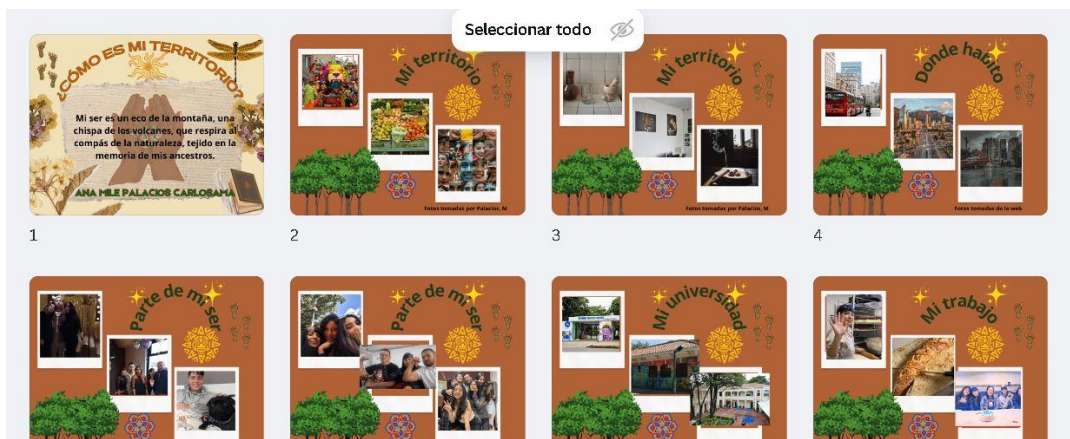 Seleccionar todo
¿CÓMO ES MI TERRITORIO?
Mi ser es un eco de la montaña, una
chispa de los volcanes, que respira al
compás de la naturaleza, tejido en la
memoria de mis ancestros.
ANA MILE PALACIOS CARLOSAMA
1
Mi territorio
Fotos tomadas por Palacios, M
2
Mi territorio
Fotos tomadas por Palacios, M
3
Donde habito
Fotos tomadas de la web
4
Parte de mi ser
Parte de mi ser
Mi universidad
Mi trabajo